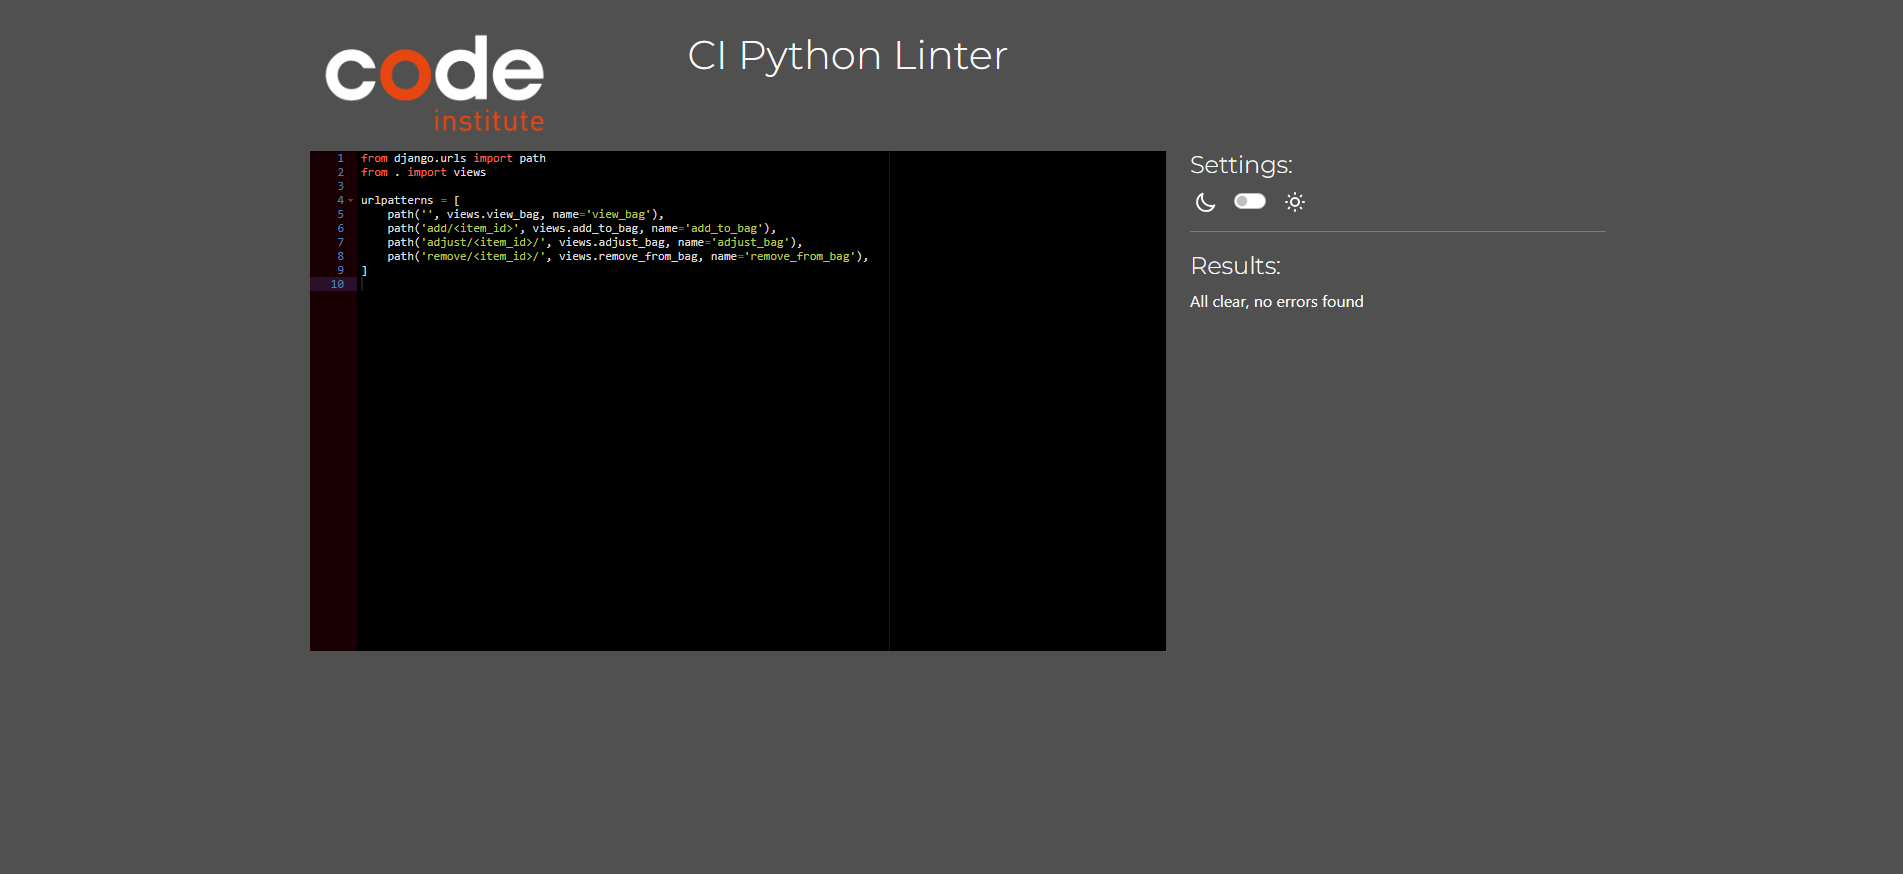 code
institute
CI Python Linter
1 from django.urls import path
2 from . import views
3
4 urlpatterns = [
5     path('', views.view_bag, name='view_bag'),
6     path('add/<item_id>', views.add_to_bag, name='add_to_bag'),
7     path('adjust/<item_id>/', views.adjust_bag, name='adjust_bag'),
8     path('remove/<item_id>/', views.remove_from_bag, name='remove_from_bag'),
9 ]
10
Settings:
Results:
All clear, no errors found